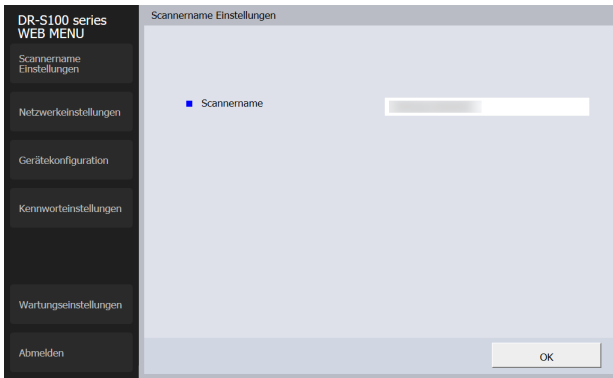 DR-S100 series
WEB MENU
Scannername
Einstellungen
Netzwerkeinstellungen
Gerätekonfiguration
Kennworteinstellungen
Wartungseinstellungen
Abmelden
Scannername Einstellungen
Scannername
OK